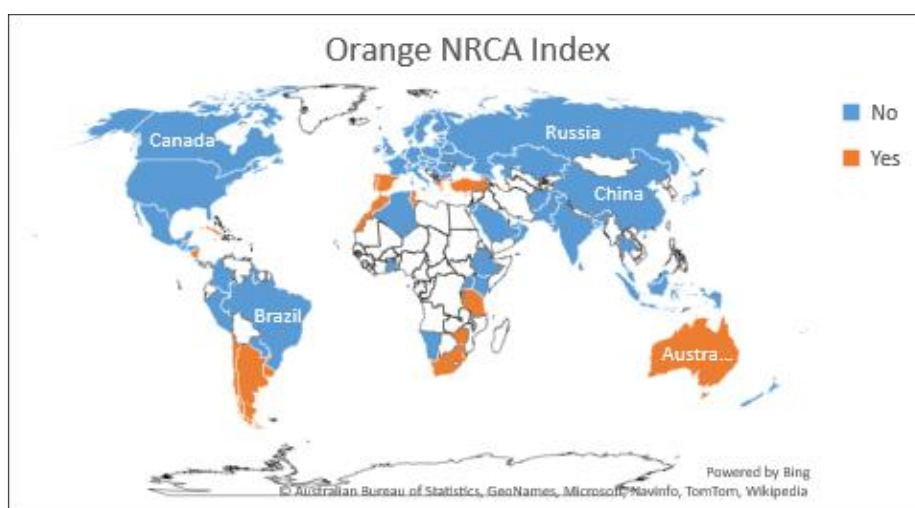 Orange NRCA Index
No
Yes
Canada
Russia
China
Brazil
Austra...
Powered by Bing
© Australian Bureau of Statistics, GeoNames, Microsoft, Navinfo, TomTom, Wikipedia